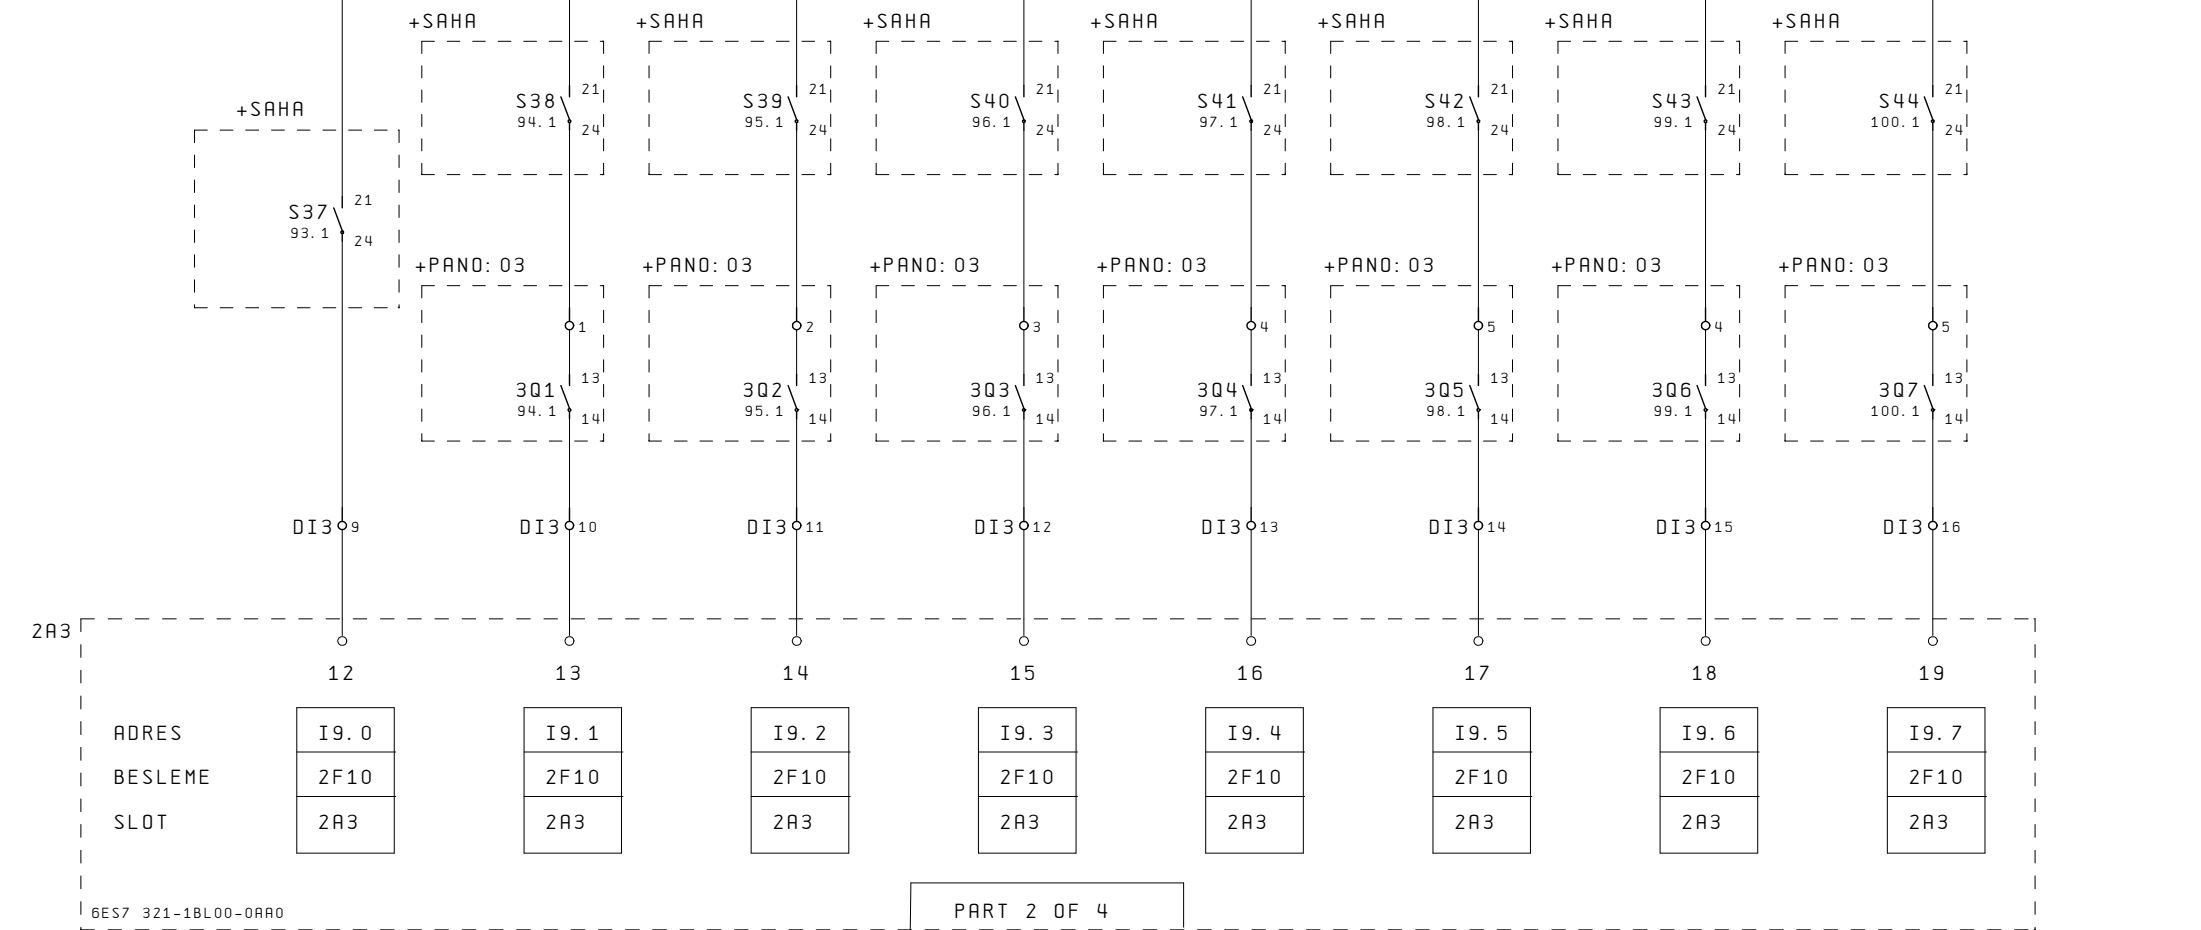 +SAHA +SAHA +SAHA +SAHA +SAHA +SAHA +SAHA
21 21 21 21 21 21 21
S38 S39 S40 S41 S42 S43 S44
+SAHA
94.1 95.1 96.1 97.1 98.1 99.1 100.1
24 24 24 24 24 24 24
21
S37
93.1
24
+PANO:03 +PANO:03 +PANO:03 +PANO:03 +PANO:03 +PANO:03 +PANO:03
1 2 3 4 5 4 5
13 13 13 13 13 13 13
3Q1 3Q2 3Q3 3Q4 3Q5 3Q6 3Q7
94.1 95.1 96.1 97.1 98.1 99.1 100.1
14 14 14 14 14 14 14
DI3 9 DI3 10 DI3 11 DI3 12 DI3 13 DI3 14 DI3 15 DI3 16
2A3
12 13 14 15 16 17 18 19
ADRES I9.0 I9.1 I9.2 I9.3 I9.4 I9.5 I9.6 I9.7
BESLEME 2F10 2F10 2F10 2F10 2F10 2F10 2F10 2F10
SLOT 2A3 2A3 2A3 2A3 2A3 2A3 2A3 2A3
6ES7 321-1BL00-0AA0
PART 2 OF 4